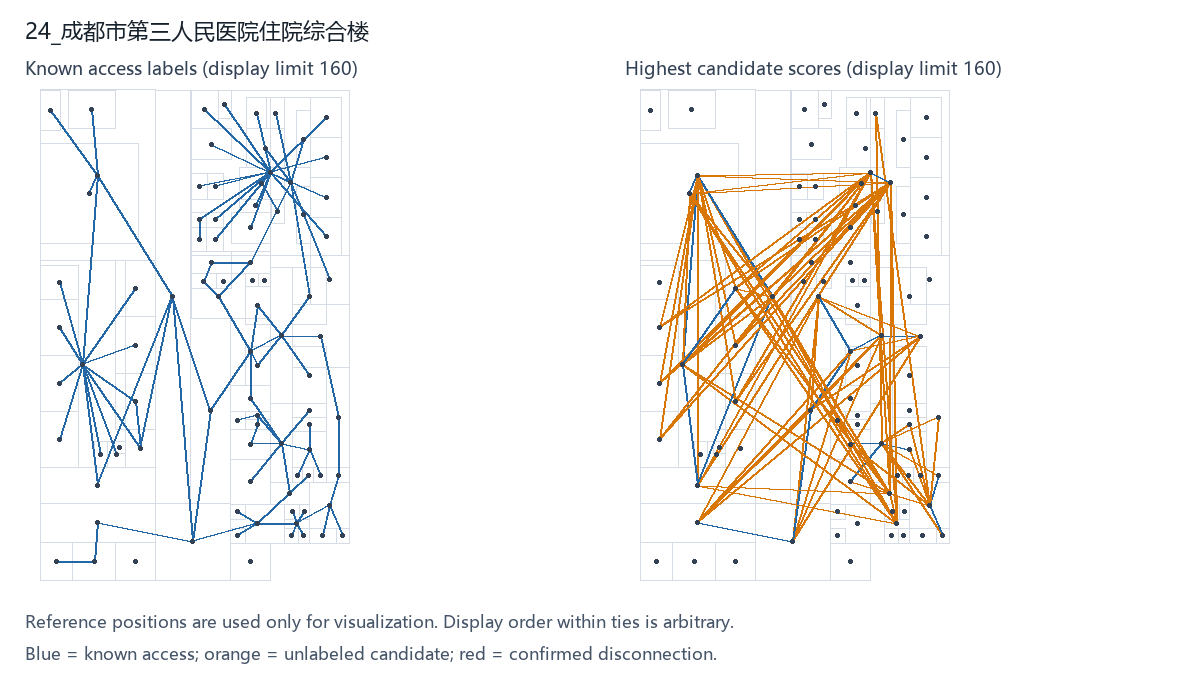 24_成都市第三人民医院住院综合楼
Known access labels (display limit 160)
Highest candidate scores (display limit 160)
Reference positions are used only for visualization. Display order within ties is arbitrary.
Blue = known access; orange = unlabeled candidate; red = confirmed disconnection.